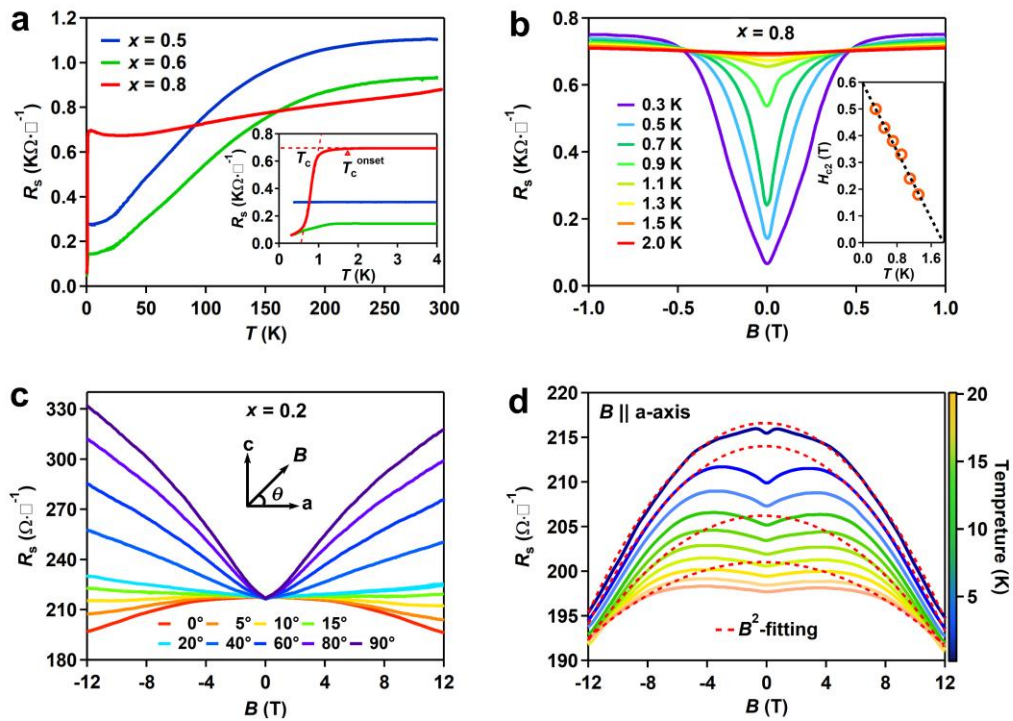 a
1.2
1.0
0.8
0.6
0.4
0.2
0.0
Rs (KΩ·□⁻¹)
x = 0.5
x = 0.6
x = 0.8
0 50 100 150 200 250 300
T (K)
0.8
0.6
0.4
0.2
0.0
Rs (KΩ·□⁻¹)
Tc
Tc onset
0 1 2 3 4
T (K)
b
x = 0.8
0.8
0.6
0.4
0.2
0.0
Rs (KΩ·□⁻¹)
0.3 K
0.5 K
0.7 K
0.9 K
1.1 K
1.3 K
1.5 K
2.0 K
-1.0 -0.5 0.0 0.5 1.0
B (T)
0.6
0.5
0.4
0.3
0.2
0.1
0.0
Hc2 (T)
0.0 0.6 1.2 1.8
T (K)
c
x = 0.2
330
300
270
240
210
180
Rs (Ω·□⁻¹)
c
B
θ
a
0° 5° 10° 15°
20° 40° 60° 80° 90°
-12 -8 -4 0 4 8 12
B (T)
d
B || a-axis
220
215
210
205
200
195
190
Rs (Ω·□⁻¹)
B²-fitting
-12 -8 -4 0 4 8 12
B (T)
20
15
10
5
Tempreture (K)